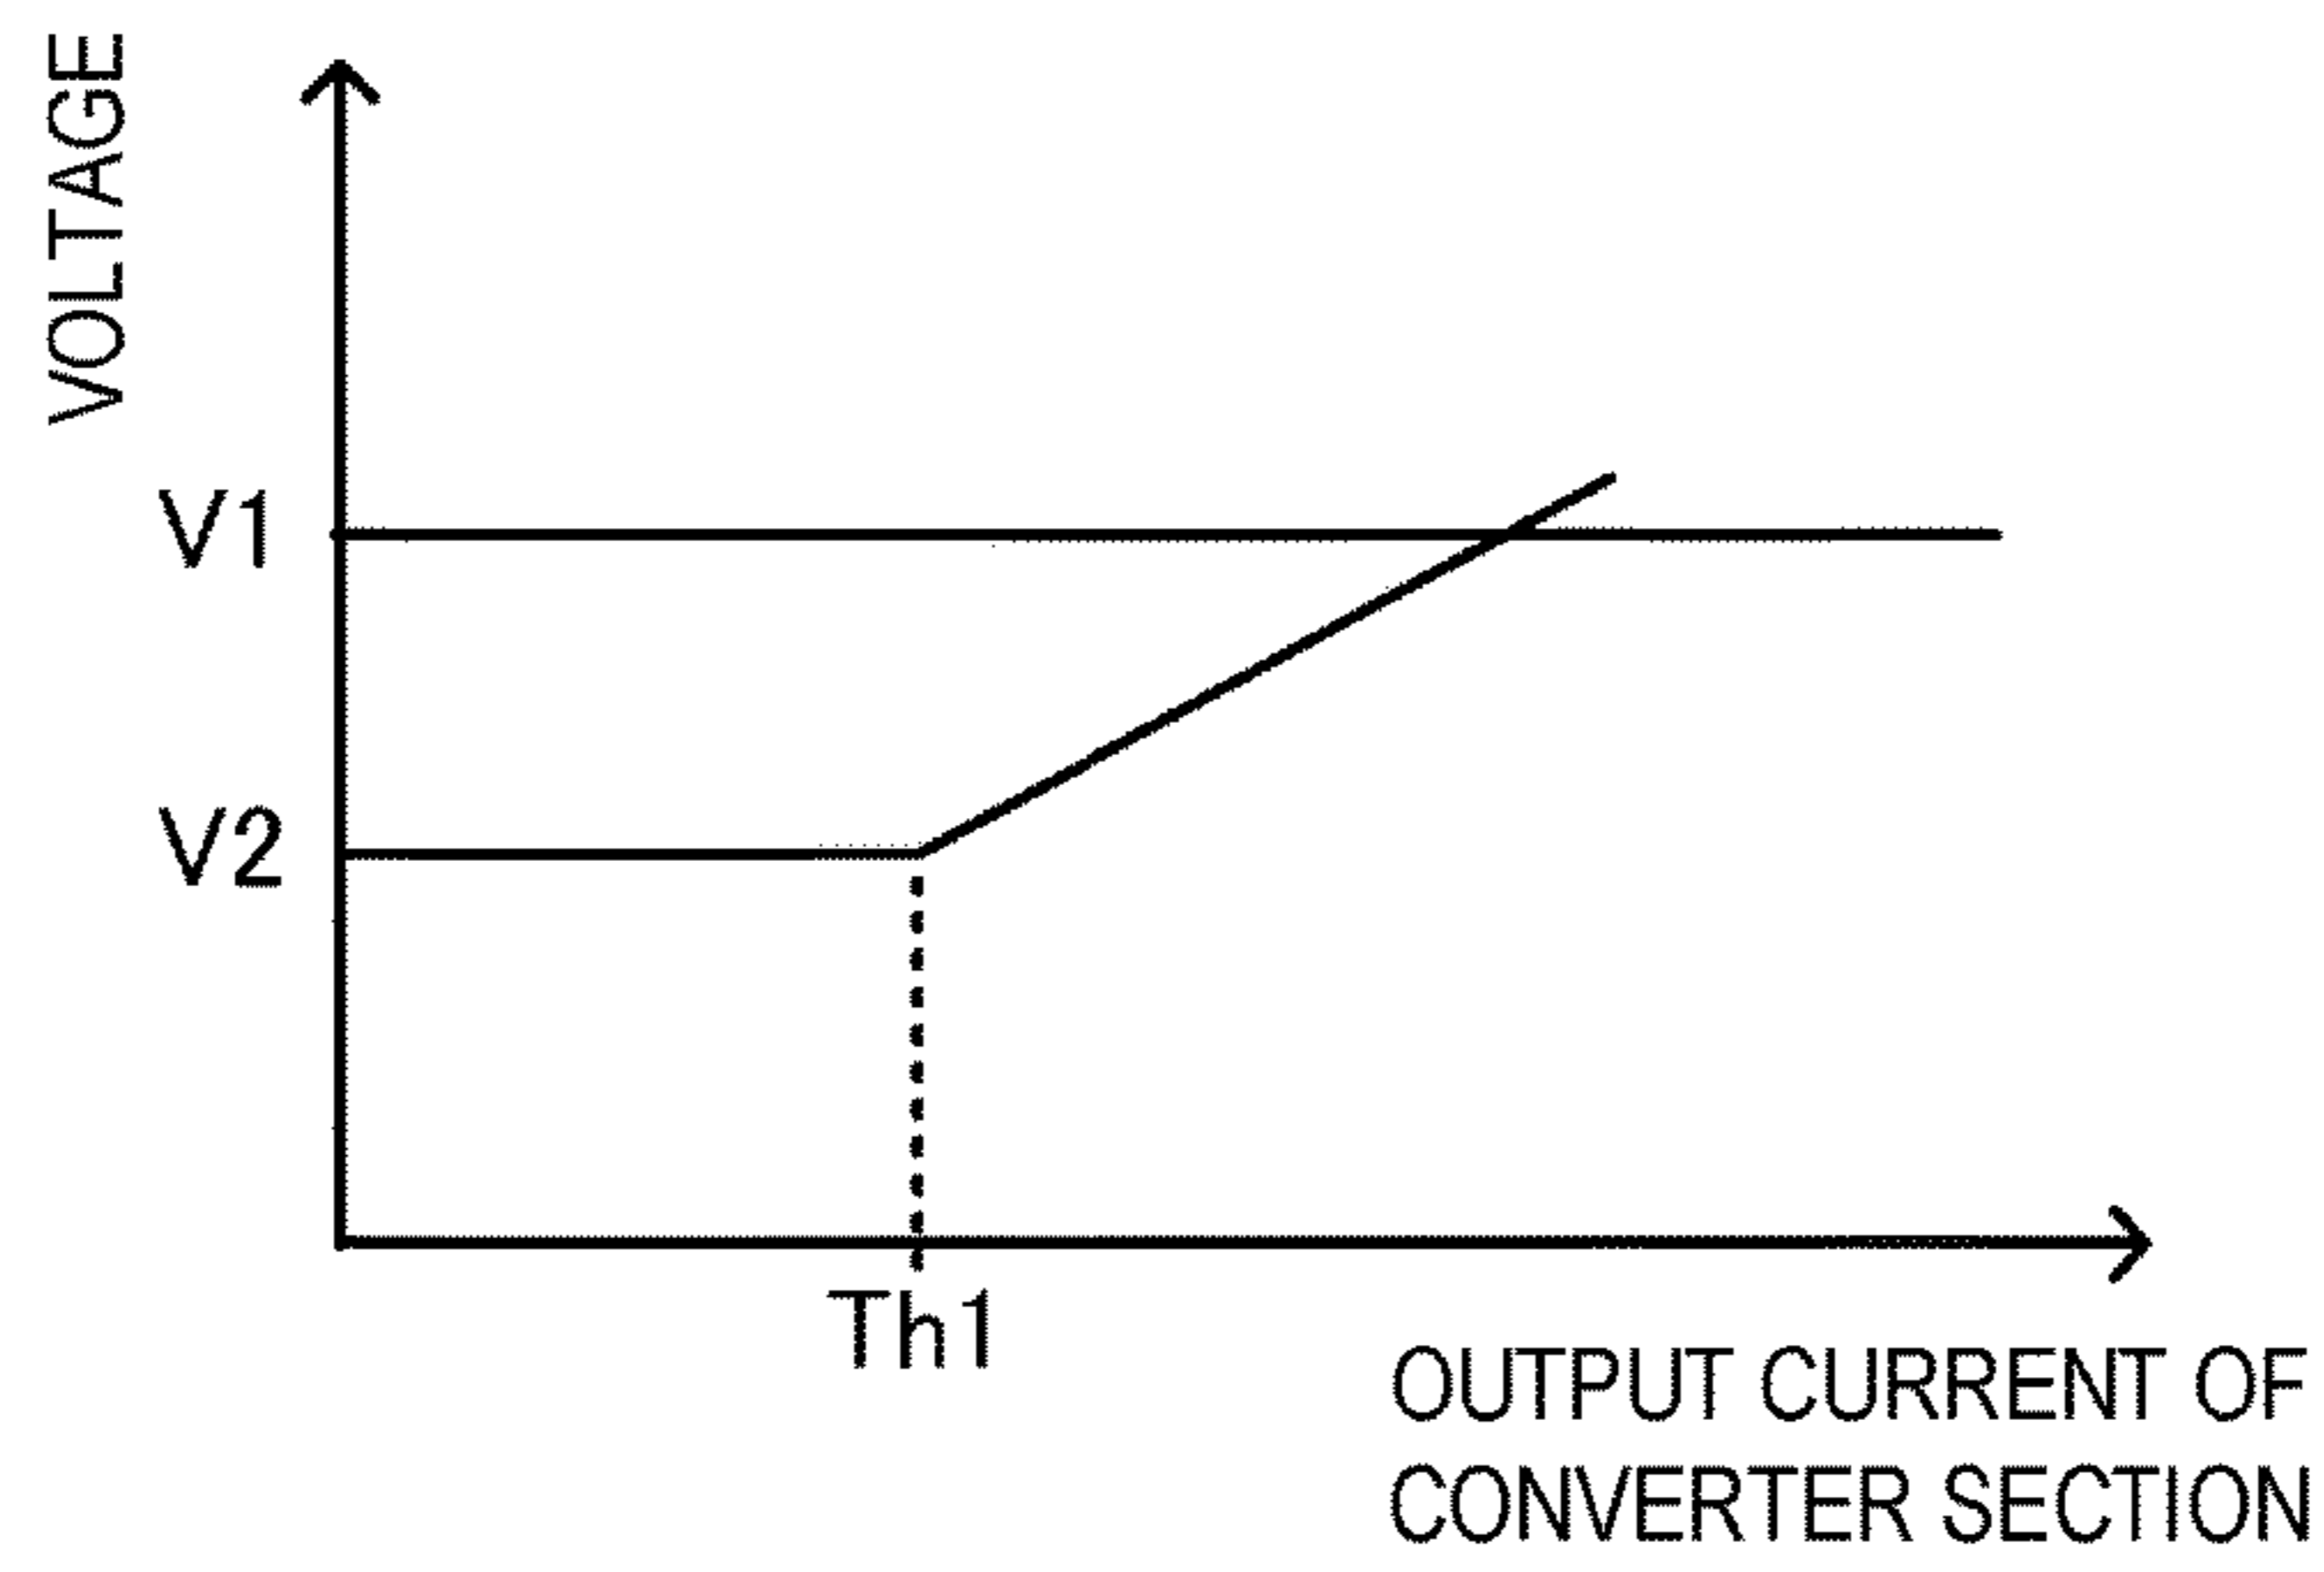 VOLTAGE
V1
V2
Th1
OUTPUT CURRENT OF
CONVERTER SECTION